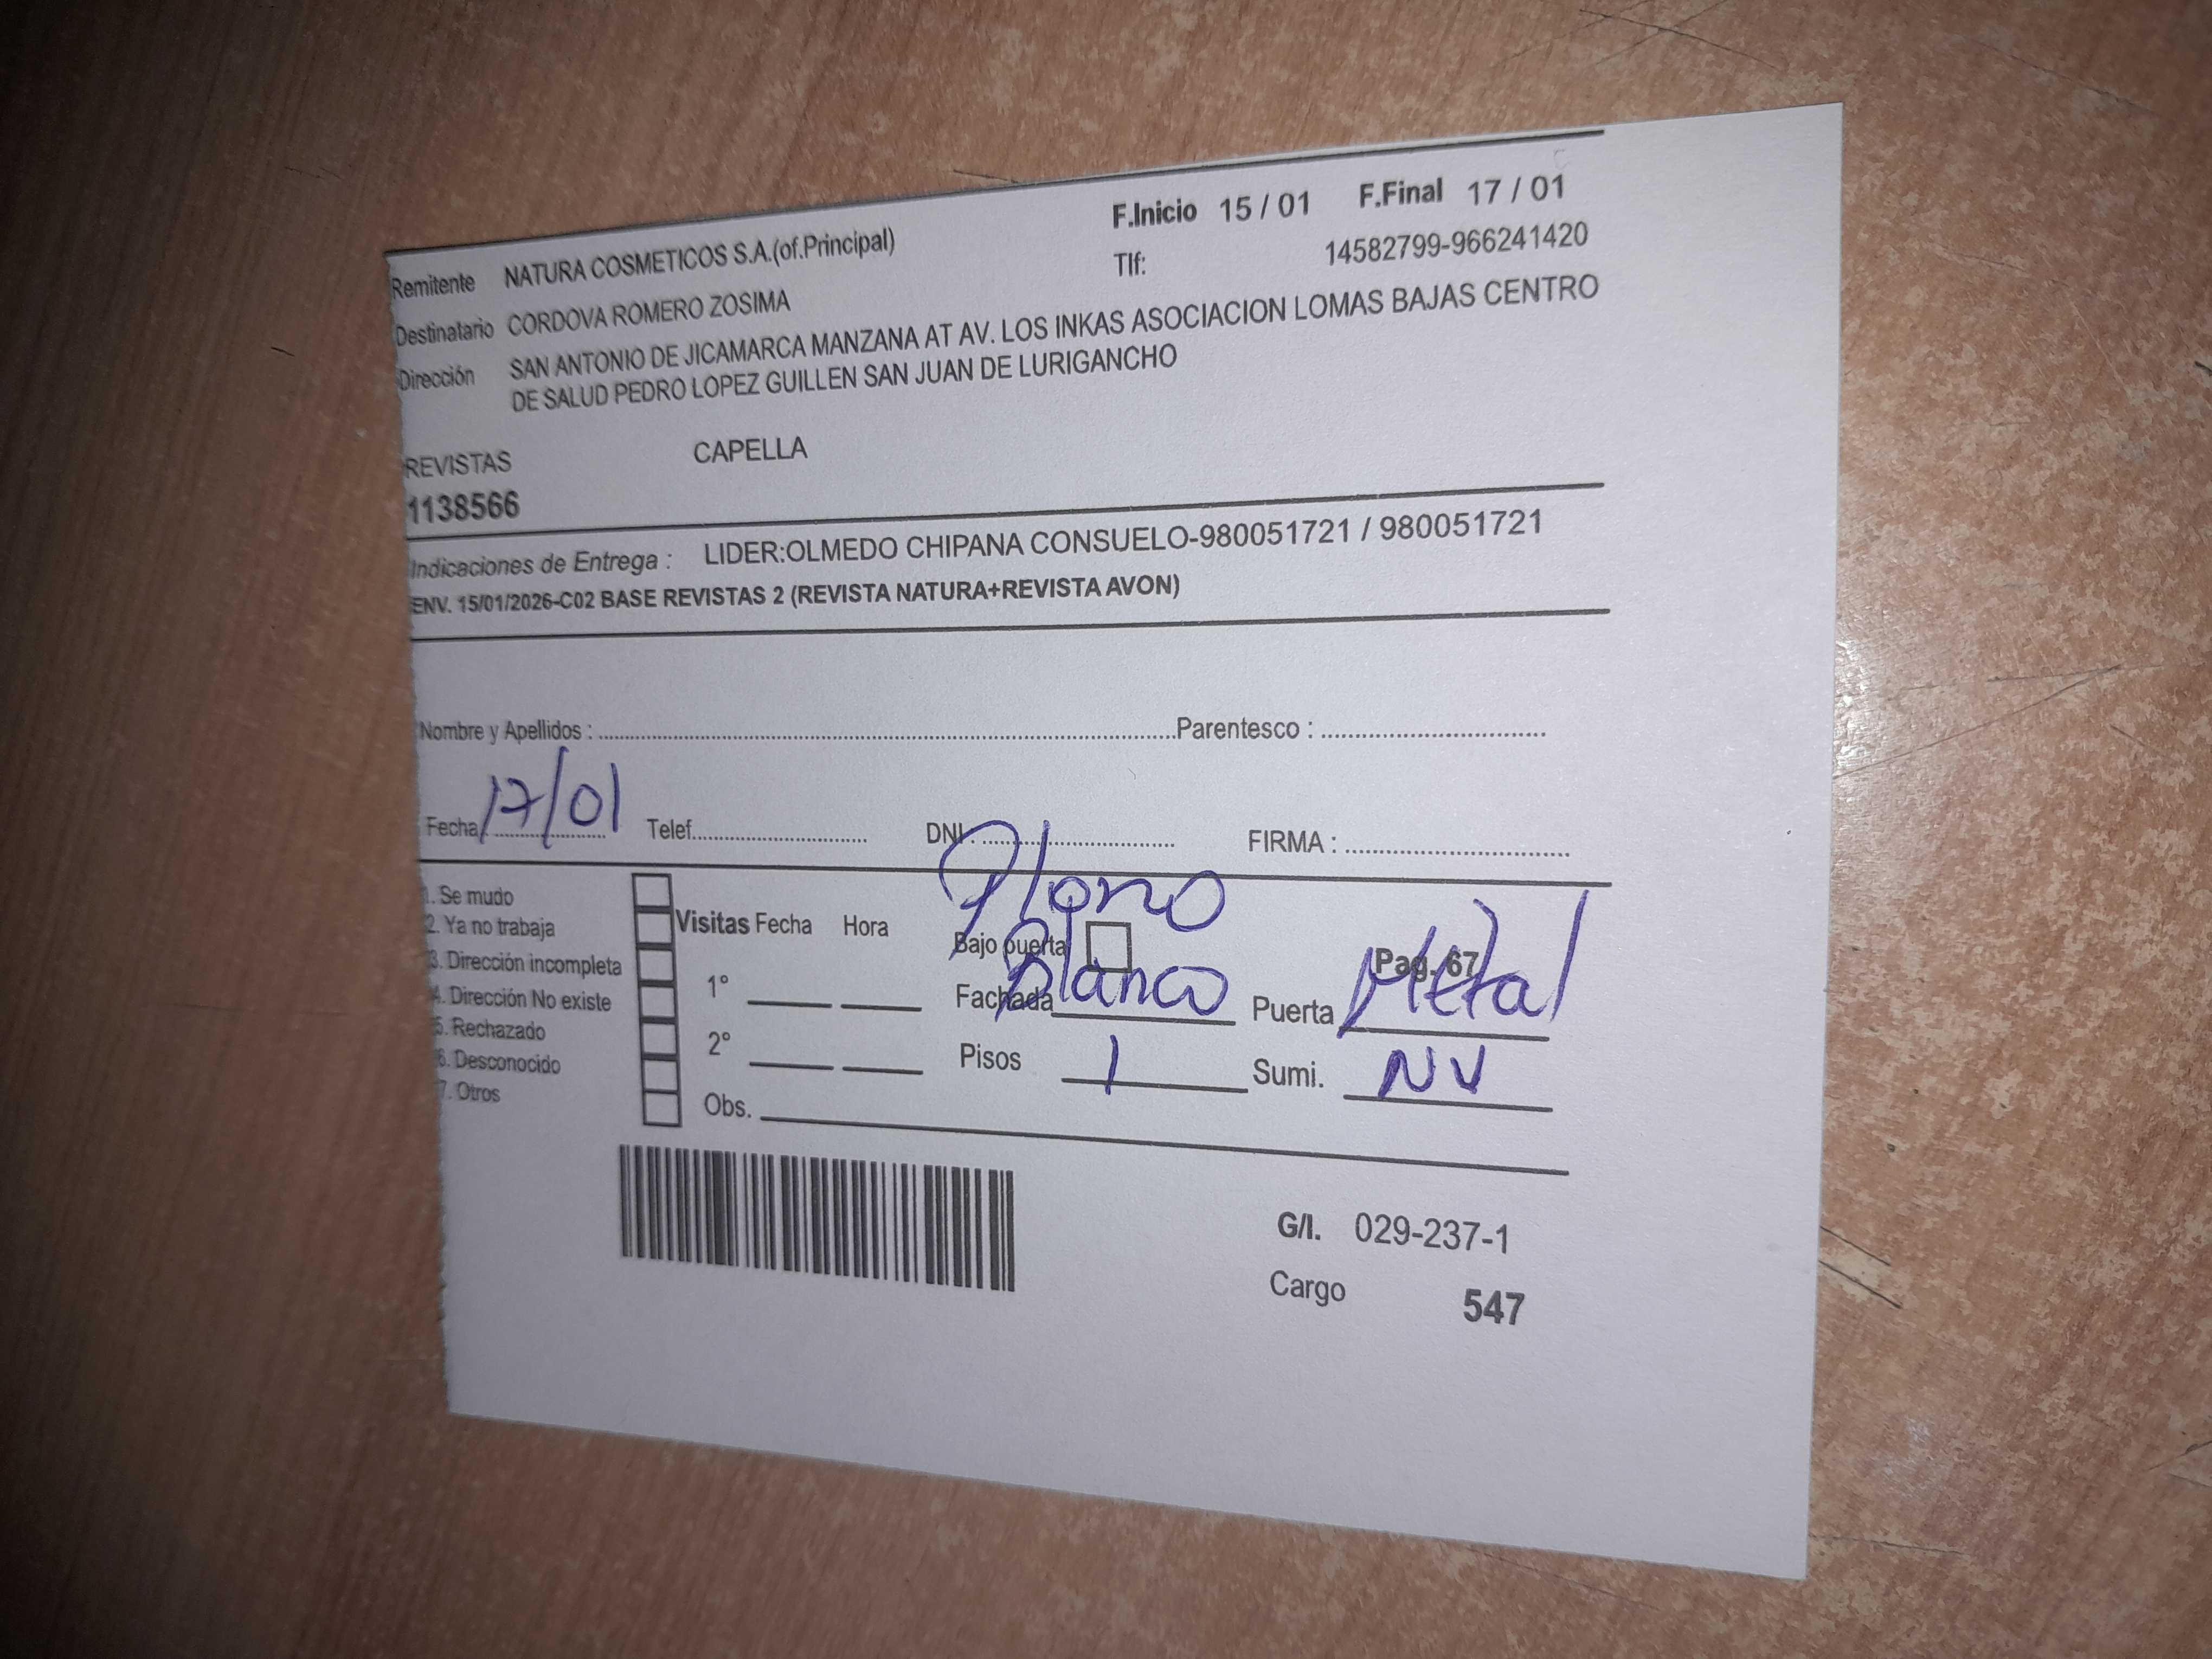 F.Inicio 15 / 01 F.Final 17 / 01
Remitente NATURA COSMETICOS S.A.(of.Principal) Tlf: 14582799-966241420
Destinatario CORDOVA ROMERO ZOSIMA
Dirección SAN ANTONIO DE JICAMARCA MANZANA AT AV. LOS INKAS ASOCIACION LOMAS BAJAS CENTRO
DE SALUD PEDRO LOPEZ GUILLEN SAN JUAN DE LURIGANCHO
REVISTAS CAPELLA
1138566
Indicaciones de Entrega : LIDER:OLMEDO CHIPANA CONSUELO-980051721 / 980051721
ENV. 15/01/2026-C02 BASE REVISTAS 2 (REVISTA NATURA+REVISTA AVON)
Nombre y Apellidos : Parentesco :
Fecha 17/01 Telef. DNI. FIRMA :
1. Se mudo
2. Ya no trabaja
3. Dirección incompleta
4. Dirección No existe
5. Rechazado
6. Desconocido
7. Otros
Visitas Fecha Hora
1°
2°
Obs.
Plomo
Bajo puerta Pag. 67
Fachada Blanco Puerta Metal
Pisos 1 Sumi. NV
G/I. 029-237-1
Cargo 547